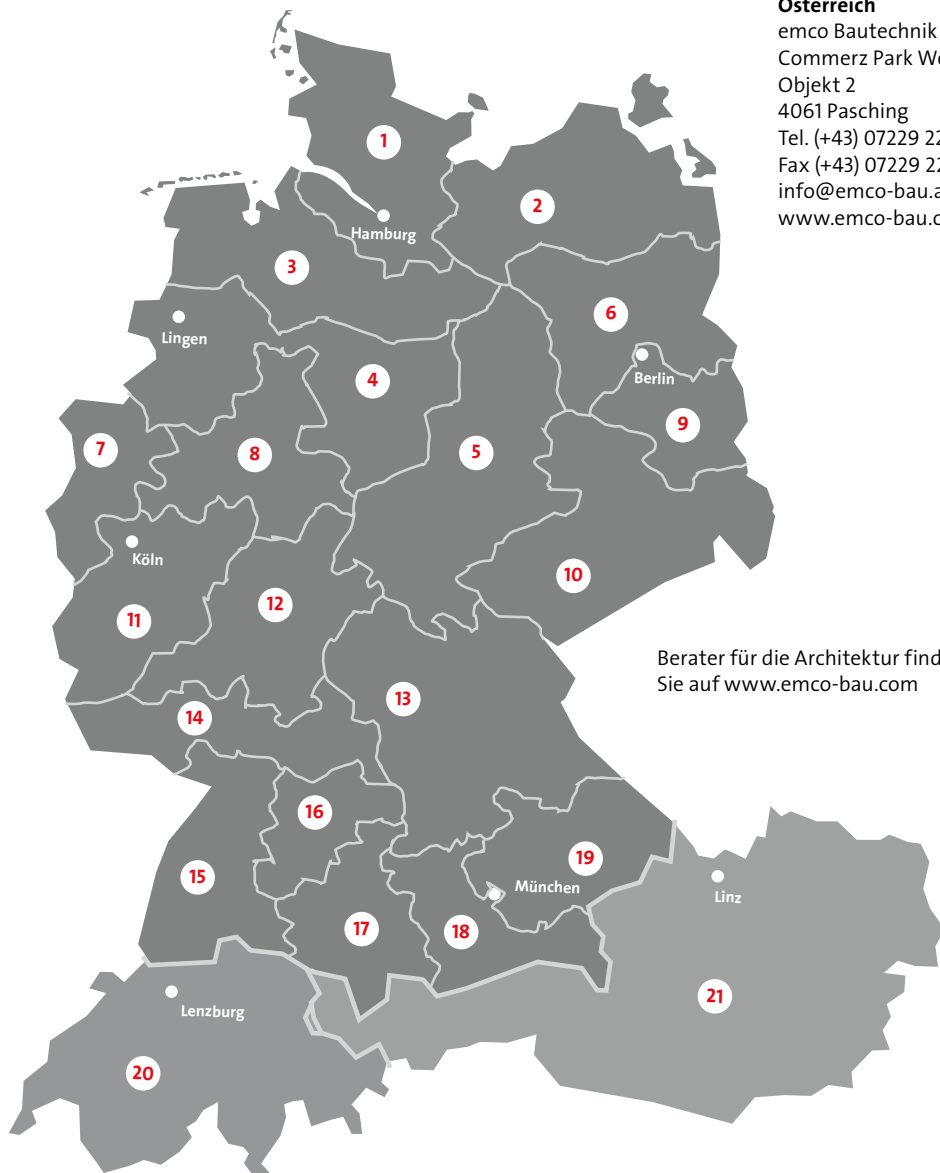 Österreich
emco Bautechnik
Commerz Park We
Objekt 2
4061 Pasching
Tel. (+43) 07229 22
Fax (+43) 07229 22
info@emco-bau.a
www.emco-bau.c
1
2
Hamburg
3
6
Lingen
4
Berlin
9
7
8
5
Köln
10
12
11
Berater für die Architektur find
Sie auf www.emco-bau.com
13
14
16
19
15
München
Linz
17
18
21
Lenzburg
20